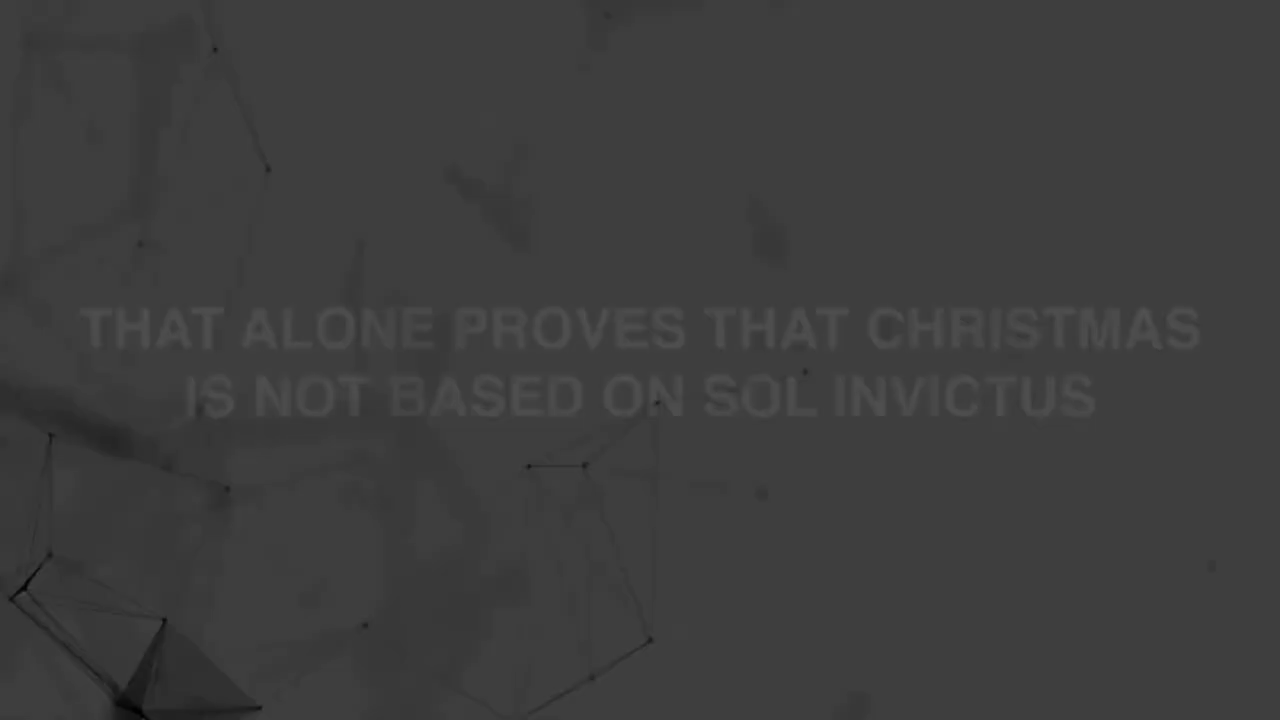 THAT ALONE PROVES THAT CHRISTMAS
IS NOT BASED ON SOL INVICTUS